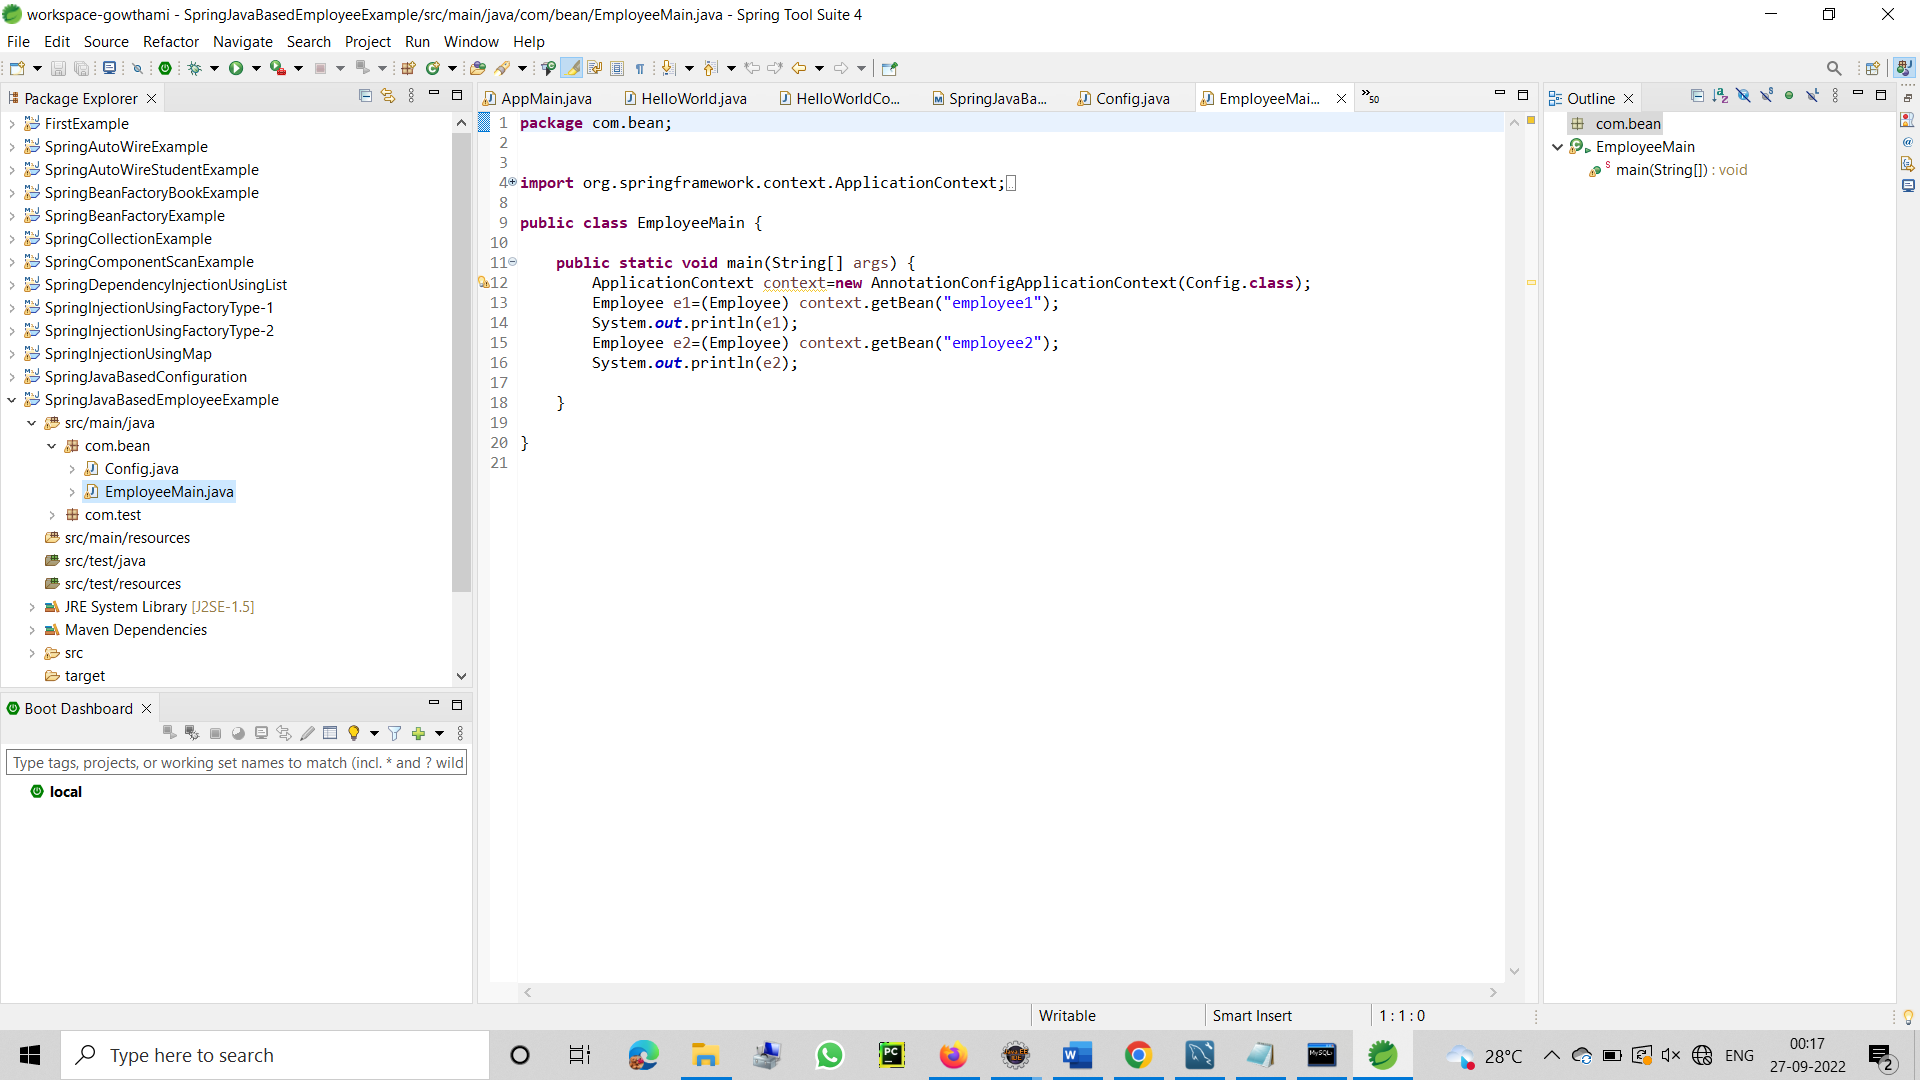 workspace-gowthami - SpringJavaBasedEmployeeExample/src/main/java/com/bean/EmployeeMain.java - Spring Tool Suite 4
File Edit Source Refactor Navigate Search Project Run Window Help
Package Explorer
FirstExample
SpringAutoWireExample
SpringAutoWireStudentExample
SpringBeanFactoryBookExample
SpringBeanFactoryExample
SpringCollectionExample
SpringComponentScanExample
SpringDependencyInjectionUsingList
SpringInjectionUsingFactoryType-1
SpringInjectionUsingFactoryType-2
SpringInjectionUsingMap
SpringJavaBasedConfiguration
SpringJavaBasedEmployeeExample
src/main/java
com.bean
Config.java
EmployeeMain.java
com.test
src/main/resources
src/test/java
src/test/resources
JRE System Library [J2SE-1.5]
Maven Dependencies
src
target
Boot Dashboard
Type tags, projects, or working set names to match (incl. * and ? wild
local
AppMain.java HelloWorld.java HelloWorldCo... SpringJavaBa... Config.java EmployeeMai... »50
1 package com.bean;
2
3
4 import org.springframework.context.ApplicationContext;
8
9 public class EmployeeMain {
10
11 public static void main(String[] args) {
12 ApplicationContext context=new AnnotationConfigApplicationContext(Config.class);
13 Employee e1=(Employee) context.getBean("employee1");
14 System.out.println(e1);
15 Employee e2=(Employee) context.getBean("employee2");
16 System.out.println(e2);
17
18 }
19
20 }
21
Outline
com.bean
EmployeeMain
main(String[]) : void
Writable Smart Insert 1 : 1 : 0
Type here to search
28°C ENG 00:17
27-09-2022
2